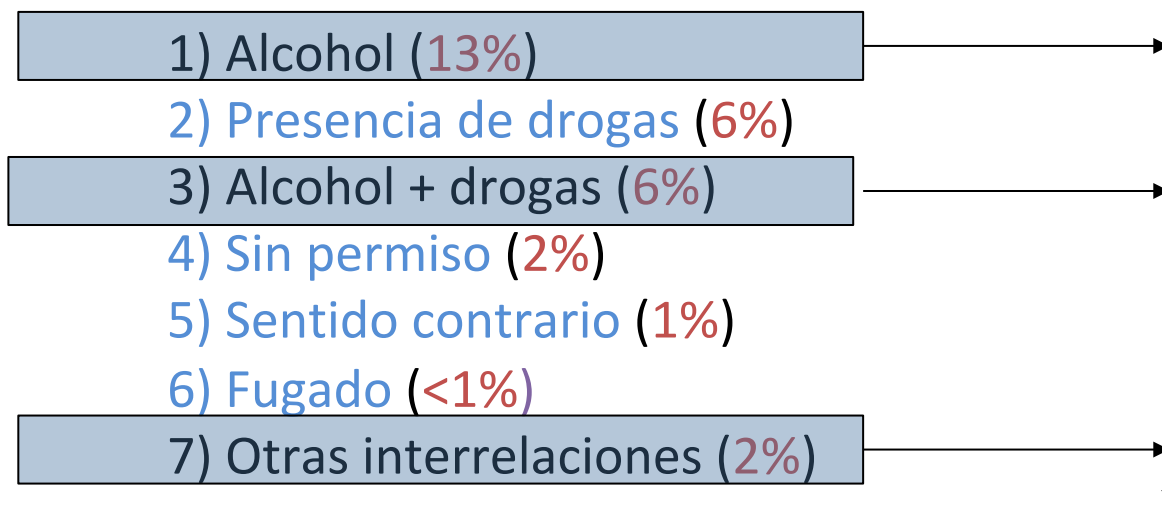 1) Alcohol (13%)
2) Presencia de drogas (6%)
3) Alcohol + drogas (6%)
4) Sin permiso (2%)
5) Sentido contrario (1%)
6) Fugado (<1%)
7) Otras interrelaciones (2%)